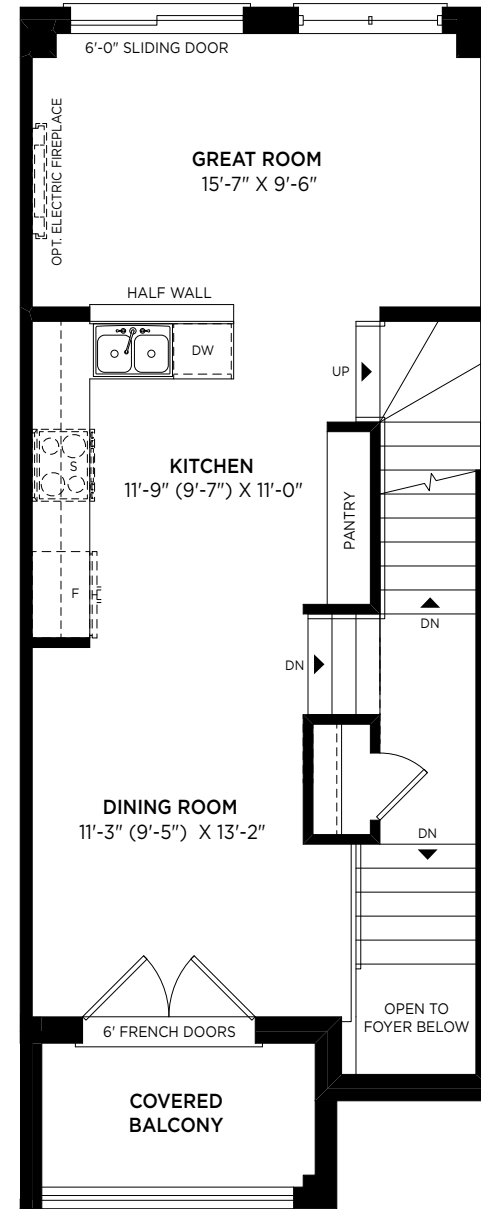 6'-0" SLIDING DOOR
OPT. ELECTRIC FIREPLACE
GREAT ROOM
15'-7" X 9'-6"
HALF WALL
DW
UP
S
KITCHEN
11'-9" (9'-7") X 11'-0"
PANTRY
F
DN
DN
DINING ROOM
11'-3" (9'-5") X 13'-2"
DN
OPEN TO
FOYER BELOW
6' FRENCH DOORS
COVERED
BALCONY